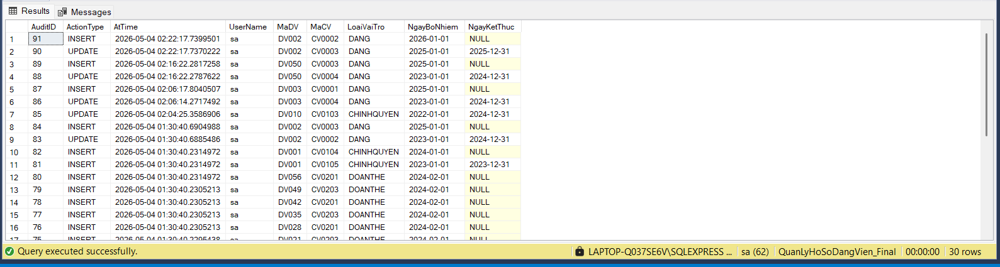 Results Messages
AuditID ActionType AtTime UserName MaDV MaCV LoaiVaiTro NgayBoNhiem NgayKetThuc
1 91 INSERT 2026-05-04 02:22:17.7399501 sa DV002 CV0002 DANG 2026-01-01 NULL
2 90 UPDATE 2026-05-04 02:22:17.7370222 sa DV002 CV0003 DANG 2025-01-01 2025-12-31
3 89 INSERT 2026-05-04 02:16:22.2817258 sa DV050 CV0003 DANG 2025-01-01 NULL
4 88 UPDATE 2026-05-04 02:16:22.2787622 sa DV050 CV0004 DANG 2023-01-01 2024-12-31
5 87 INSERT 2026-05-04 02:06:17.8040507 sa DV003 CV0001 DANG 2025-01-01 NULL
6 86 UPDATE 2026-05-04 02:06:14.2717492 sa DV003 CV0004 DANG 2023-01-01 2024-12-31
7 85 UPDATE 2026-05-04 02:04:25.3586906 sa DV010 CV0103 CHINHQUYEN 2022-01-01 2024-12-31
8 84 INSERT 2026-05-04 01:30:40.6904988 sa DV002 CV0003 DANG 2025-01-01 NULL
9 83 UPDATE 2026-05-04 01:30:40.6885486 sa DV002 CV0002 DANG 2023-01-01 2024-12-31
10 82 INSERT 2026-05-04 01:30:40.2314972 sa DV001 CV0104 CHINHQUYEN 2024-01-01 NULL
11 81 INSERT 2026-05-04 01:30:40.2314972 sa DV001 CV0105 CHINHQUYEN 2023-01-01 2023-12-31
12 80 INSERT 2026-05-04 01:30:40.2314972 sa DV056 CV0201 DOANTHE 2024-02-01 NULL
13 79 INSERT 2026-05-04 01:30:40.2305213 sa DV049 CV0203 DOANTHE 2024-02-01 NULL
14 78 INSERT 2026-05-04 01:30:40.2305213 sa DV042 CV0201 DOANTHE 2024-02-01 NULL
15 77 INSERT 2026-05-04 01:30:40.2305213 sa DV035 CV0203 DOANTHE 2024-02-01 NULL
16 76 INSERT 2026-05-04 01:30:40.2305213 sa DV028 CV0201 DOANTHE 2024-02-01 NULL
17 75 INSERT 2026-05-04 01:30:40.2295438 sa DV021 CV0203 DOANTHE 2024-02-01 NULL
Query executed successfully. LAPTOP-Q037SE6V\SQLEXPRESS ... sa (62) QuanLyHoSoDangVien_Final 00:00:00 30 rows